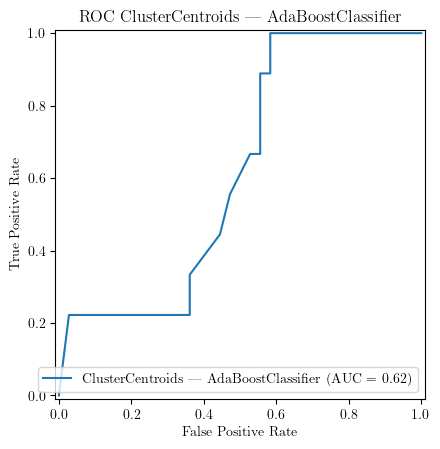 ROC ClusterCentroids — AdaBoostClassifier
1.0
0.8
0.6
0.4
0.2
0.0
True Positive Rate
ClusterCentroids — AdaBoostClassifier (AUC = 0.62)
0.0 0.2 0.4 0.6 0.8 1.0
False Positive Rate